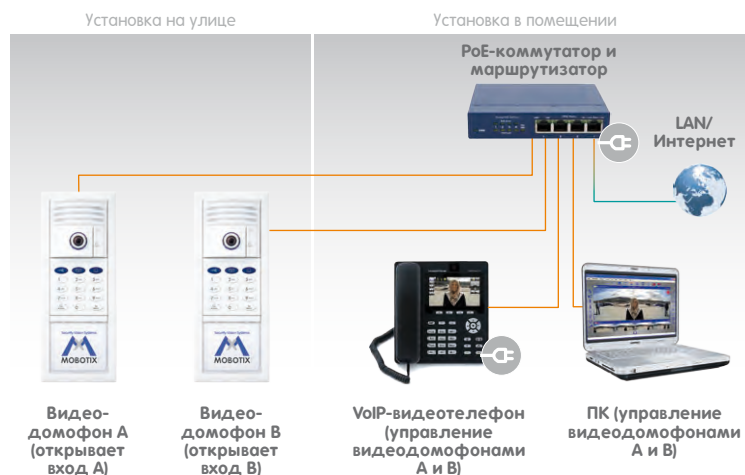 Установка на улице
Установка в помещении
PoE-коммутатор и
маршрутизатор
LAN/
Интернет
MOBOTIX
MOBOTIX
Видео-
домофон A
(открывает
вход A)
Видео-
домофон B
(открывает
вход B)
VoIP-видеотелефон
(управление
видеодомофонами
A и B)
ПК (управление
видеодомофонами
A и B)